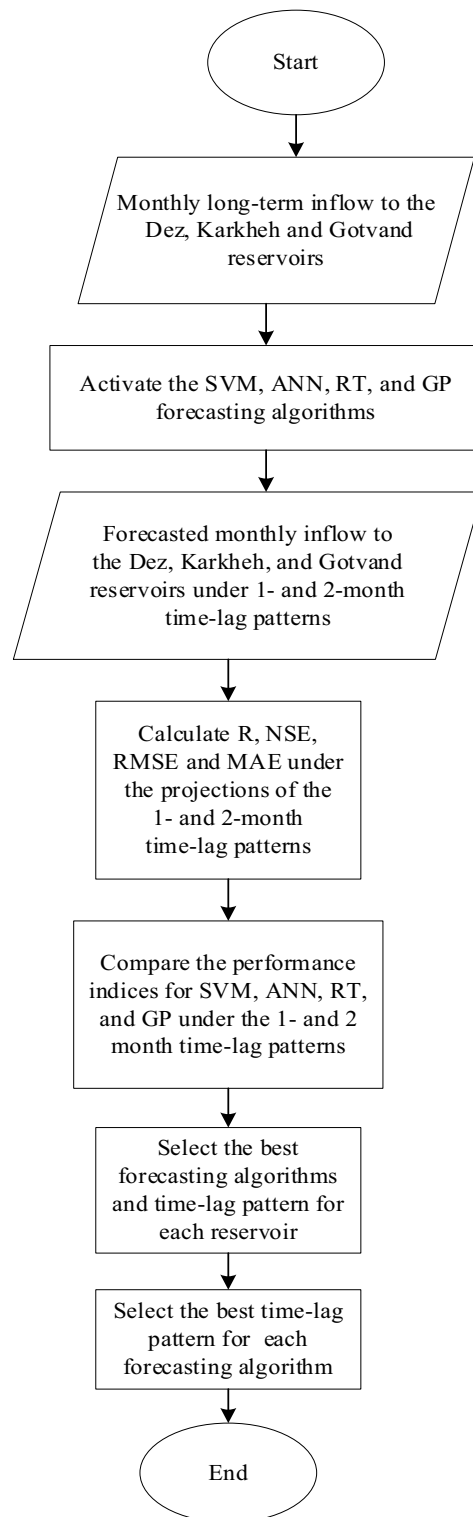 Start
Monthly long-term inflow to the
Dez, Karkheh and Gotvand
reservoirs
Activate the SVM, ANN, RT, and GP
forecasting algorithms
Forecasted monthly inflow to
the Dez, Karkheh, and Gotvand
reservoirs under 1- and 2-month
time-lag patterns
Calculate R, NSE,
RMSE and MAE under
the projections of the
1- and 2-month
time-lag patterns
Compare the performance
indices for SVM, ANN, RT,
and GP under the 1- and 2
month time-lag patterns
Select the best
forecasting algorithms
and time-lag pattern for
each reservoir
Select the best time-lag
pattern for each
forecasting algorithm
End